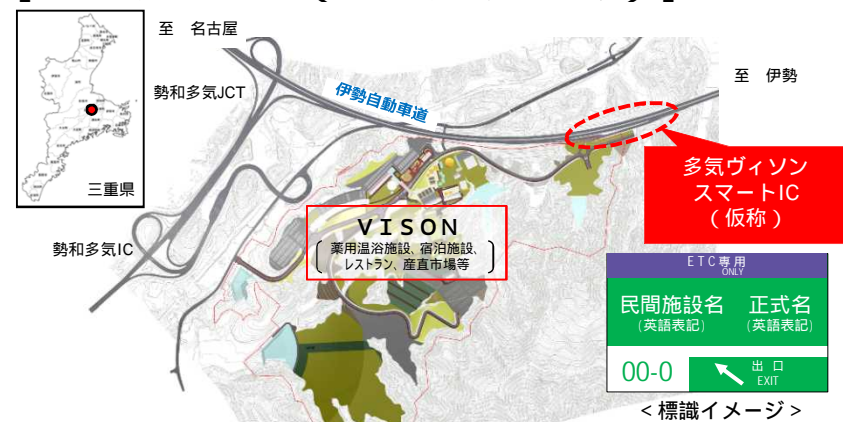 至 名古屋
勢和多気JCT
伊勢自動車道
至 伊勢
三重県
多気ヴィソン
スマートIC
(仮称)
勢和多気IC
VISON
薬用温浴施設、宿泊施設、
レストラン、産直市場等
ETC専用
ONLY
民間施設名 正式名
(英語表記) (英語表記)
00-0 出口
EXIT
<標識イメージ>